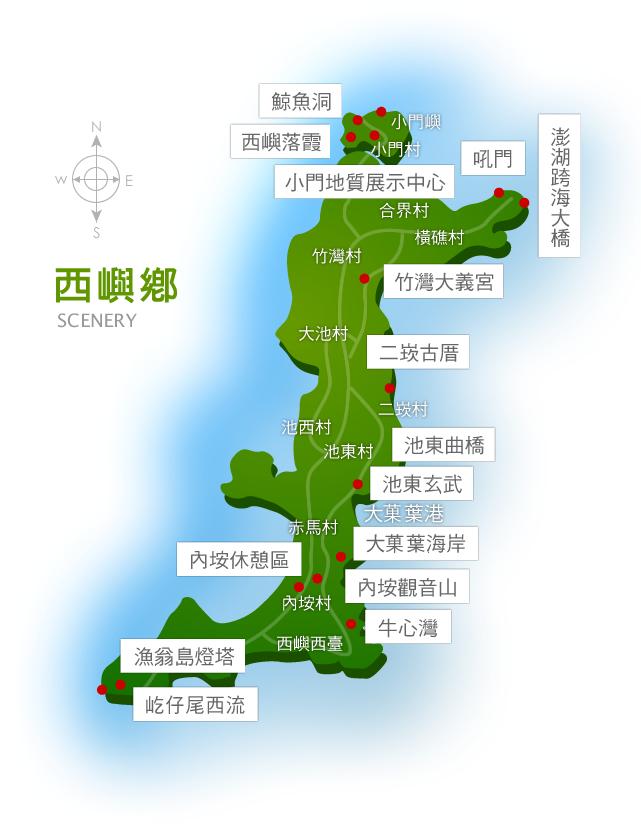 鯨魚洞
小門嶼
西嶼落霞
小門村
吼門
澎湖跨海大橋
小門地質展示中心
N
W
E
S
合界村
橫礁村
竹灣村
竹灣大義宮
西嶼鄉
SCENERY
大池村
二崁古厝
二崁村
池西村
池東村
池東曲橋
池東玄武
大菓葉港
赤馬村
大菓葉海岸
內垵休憩區
內垵觀音山
內垵村
牛心灣
西嶼西臺
漁翁島燈塔
屹仔尾西流